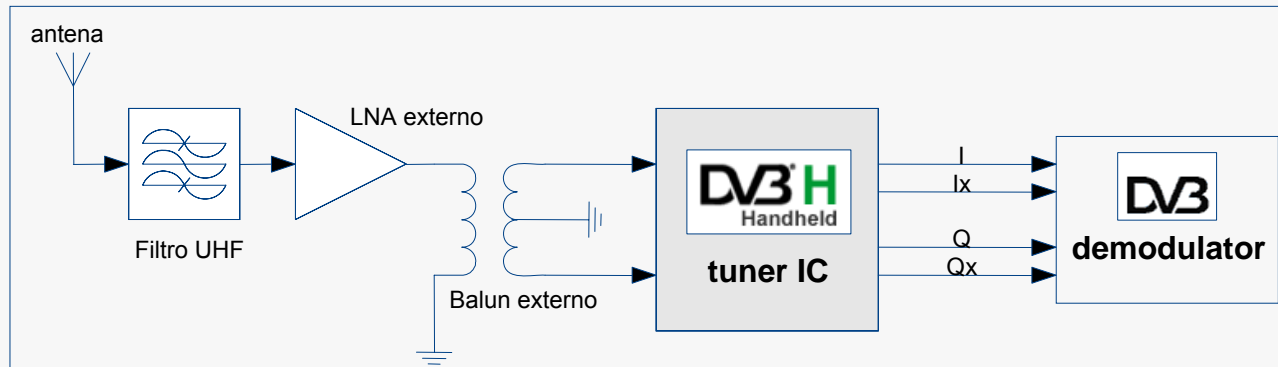 antena
LNA externo
Filtro UHF
Balun externo
DVB H
Handheld
tuner IC
I
Ix
Q
Qx
DVB
demodulator